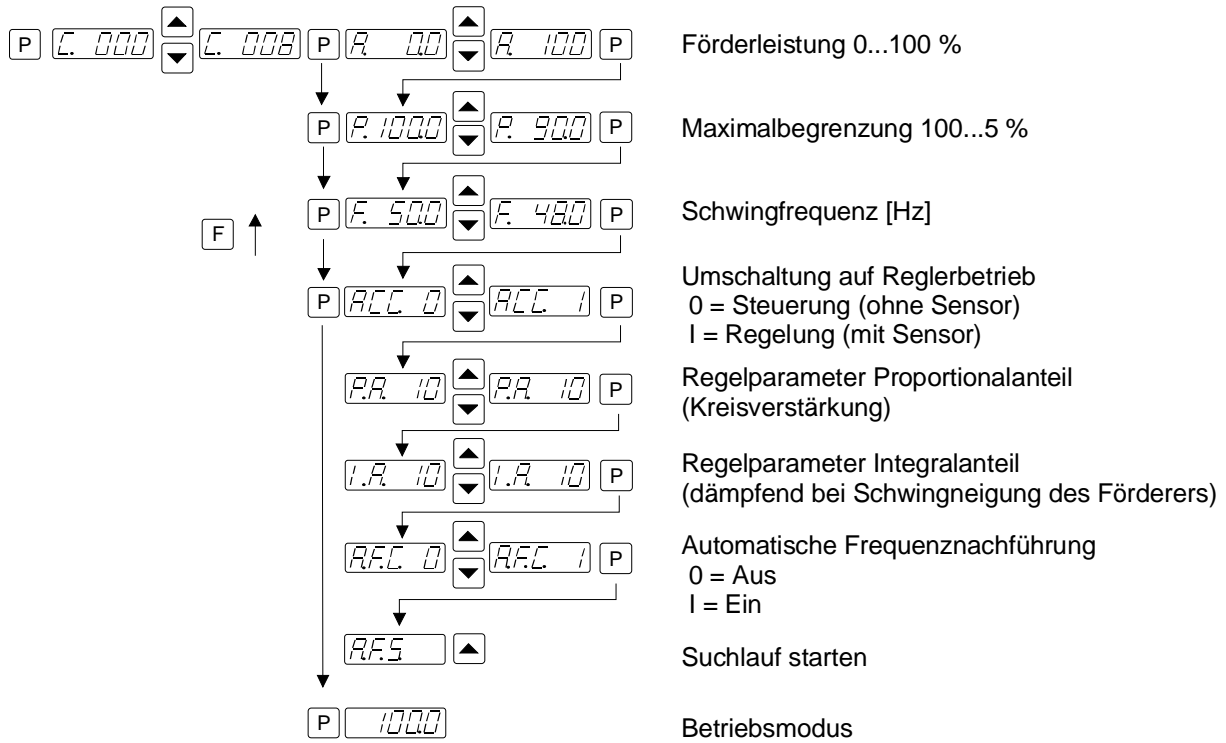 P C. 000 C. 008 P A. 0.0 A. 100 P Förderleistung 0...100 %
P P. 100.0 P. 90.0 P Maximalbegrenzung 100...5 %
P F. 50.0 F. 48.0 P Schwingfrequenz [Hz]
F
Umschaltung auf Reglerbetrieb
P ACC. 0 ACC. 1 P 0 = Steuerung (ohne Sensor)
I = Regelung (mit Sensor)
P.A. 10 P.A. 10 P Regelparameter Proportionalanteil
(Kreisverstärkung)
I.A. 10 I.A. 10 P Regelparameter Integralanteil
(dämpfend bei Schwingneigung des Förderers)
A.F.C. 0 A.F.C. 1 P Automatische Frequenznachführung
0 = Aus
I = Ein
A.F.S. Suchlauf starten
P 100.0 Betriebsmodus